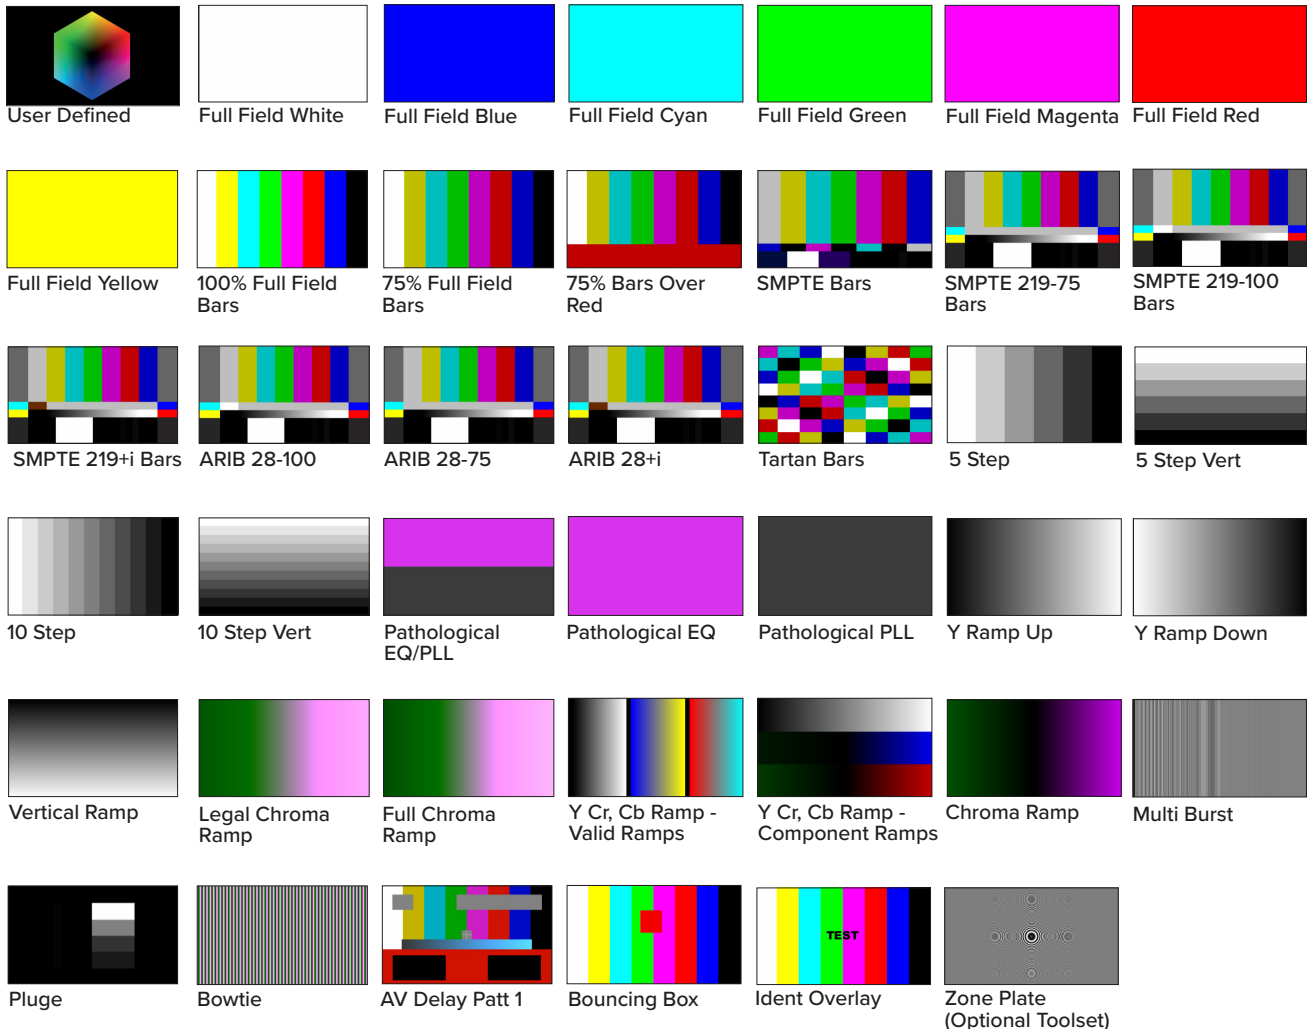 User Defined
Full Field White
Full Field Blue
Full Field Cyan
Full Field Green
Full Field Magenta
Full Field Red
Full Field Yellow
100% Full Field
Bars
75% Full Field
Bars
75% Bars Over
Red
SMPTE Bars
SMPTE 219-75
Bars
SMPTE 219-100
Bars
SMPTE 219+i Bars
ARIB 28-100
ARIB 28-75
ARIB 28+i
Tartan Bars
5 Step
5 Step Vert
10 Step
10 Step Vert
Pathological
EQ/PLL
Pathological EQ
Pathological PLL
Y Ramp Up
Y Ramp Down
Vertical Ramp
Legal Chroma
Ramp
Full Chroma
Ramp
Y Cr, Cb Ramp -
Valid Ramps
Y Cr, Cb Ramp -
Component Ramps
Chroma Ramp
Multi Burst
Pluge
Bowtie
AV Delay Patt 1
Bouncing Box
TEST
Ident Overlay
Zone Plate
(Optional Toolset)